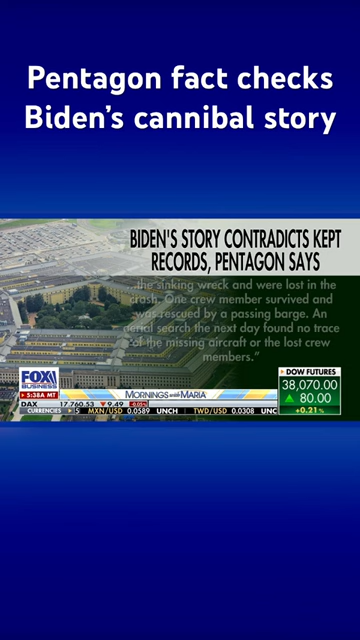 Pentagon fact checks
Biden's cannibal story
BIDEN'S STORY CONTRADICTS KEPT
RECORDS, PENTAGON SAYS
...the sinking wreck and were lost in the
crash. One crew member survived and
was rescued by a passing barge. An
aerial search the next day found no trace
of the missing aircraft or the lost crew
members."
FOX
BUSINESS
5:38A MT
MORNINGS with MARIA
DOW FUTURES
38,070.00
▲ 80.00
+0.21%
DAX 17,760.53 ▼9.49 -0.05%
CURRENCIES MXN/USD 0.0589 UNCH TWD/USD 0.0308 UNC